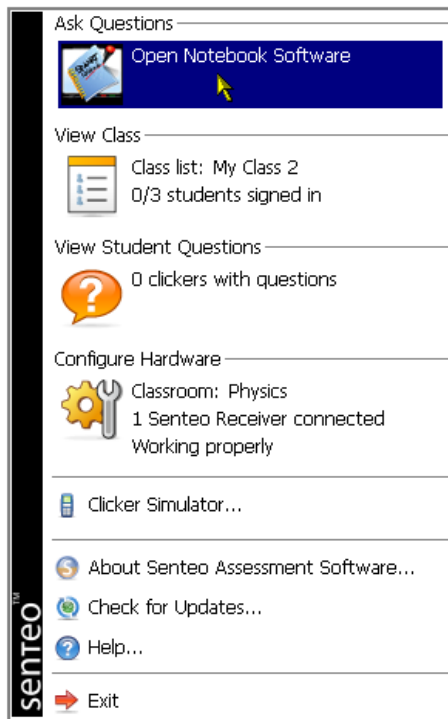 Ask Questions
Open Notebook Software
View Class
Class list: My Class 2
0/3 students signed in
View Student Questions
0 clickers with questions
Configure Hardware
Classroom: Physics
1 Senteo Receiver connected
Working properly
Clicker Simulator...
About Senteo Assessment Software...
Check for Updates...
Help...
Exit
senteo™